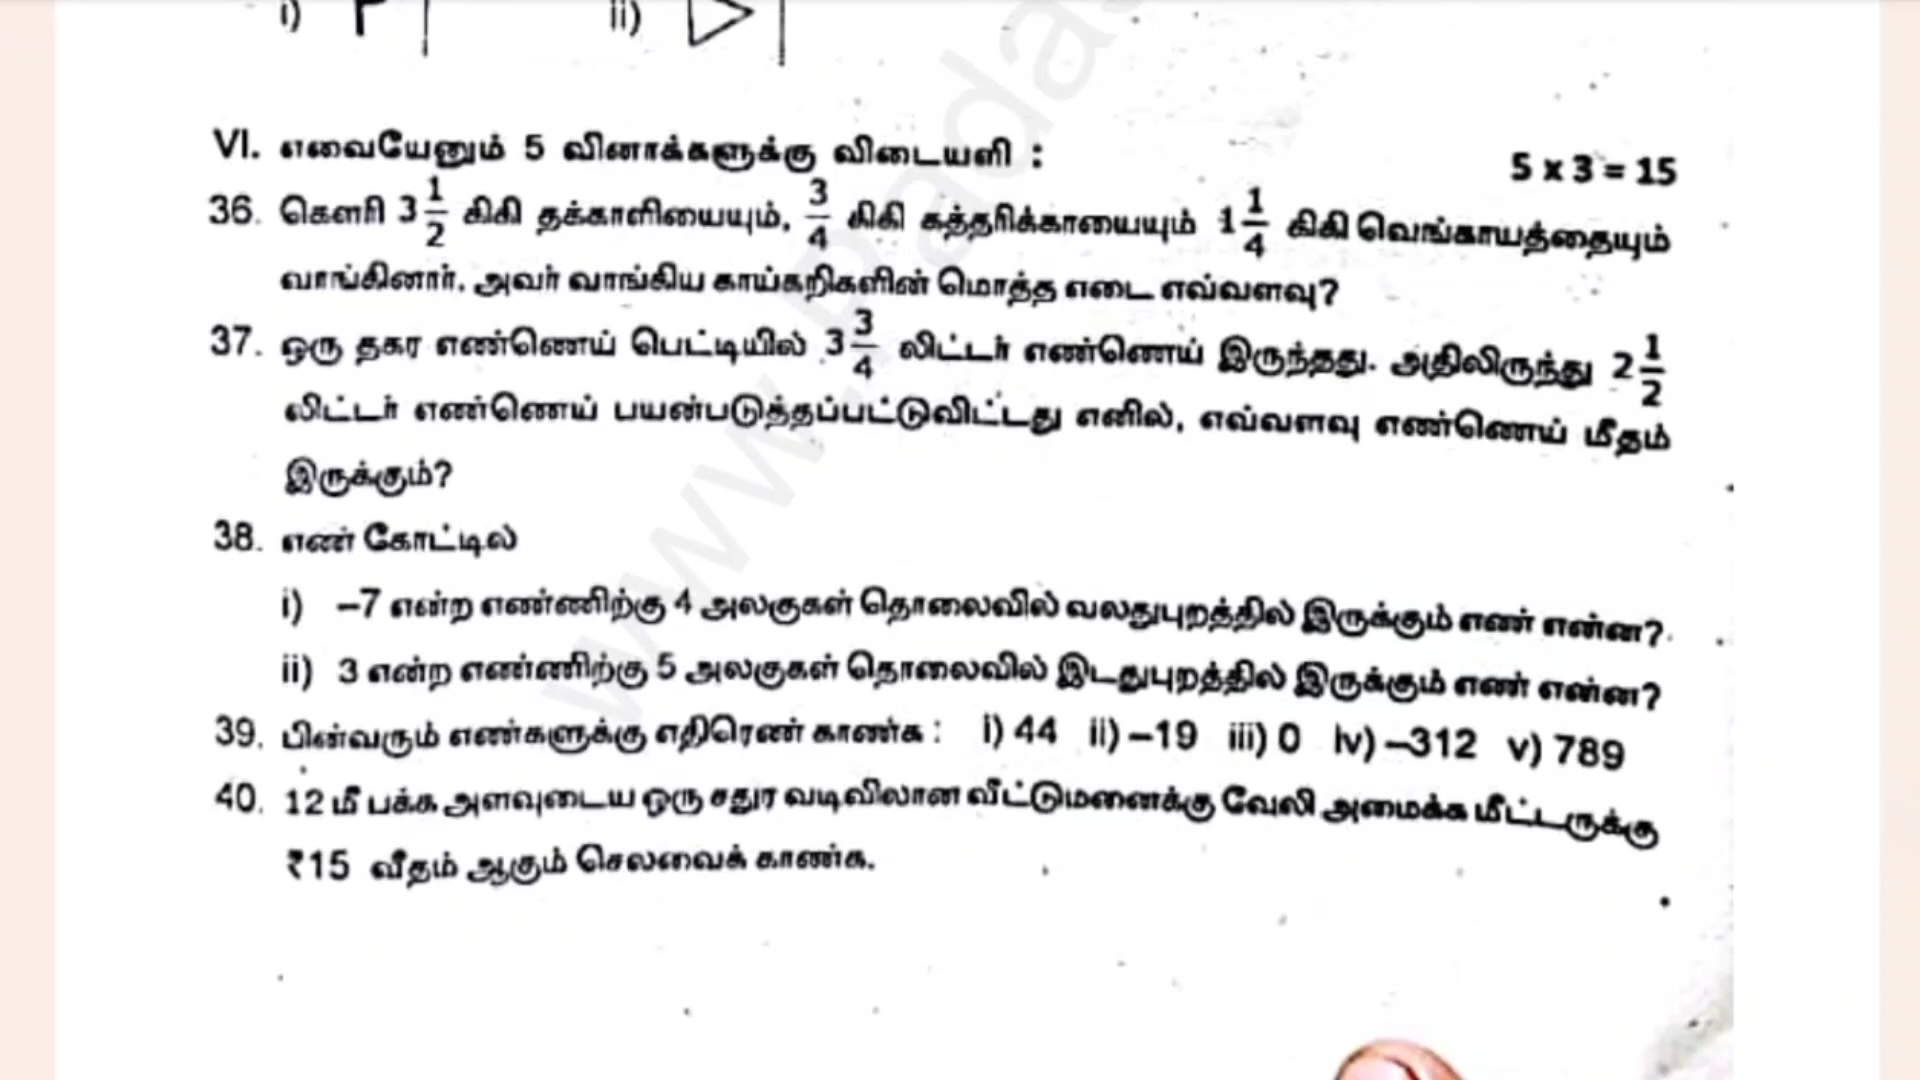 i) ii)
VI. எவையேனும் 5 வினாக்களுக்கு விடையளி : 5 x 3 = 15
36. கௌரி 3 1/2 கிகி தக்காளியையும், 3/4 கிகி கத்தரிக்காயையும் 1 1/4 கிகி வெங்காயத்தையும்
வாங்கினார். அவர் வாங்கிய காய்கறிகளின் மொத்த எடை எவ்வளவு?
37. ஒரு தகர எண்ணெய் பெட்டியில் 3 3/4 லிட்டர் எண்ணெய் இருந்தது. அதிலிருந்து 2 1/2
லிட்டர் எண்ணெய் பயன்படுத்தப்பட்டுவிட்டது எனில், எவ்வளவு எண்ணெய் மீதம்
இருக்கும்?
38. எண் கோட்டில்
i) –7 என்ற எண்ணிற்கு 4 அலகுகள் தொலைவில் வலதுபுறத்தில் இருக்கும் எண் என்ன?
ii) 3 என்ற எண்ணிற்கு 5 அலகுகள் தொலைவில் இடதுபுறத்தில் இருக்கும் எண் என்ன?
39. பின்வரும் எண்களுக்கு எதிரெண் காண்க : i) 44 ii) –19 iii) 0 iv) –312 v) 789
40. 12 மீ பக்க அளவுடைய ஒரு சதுர வடிவிலான வீட்டுமனைக்கு வேலி அமைக்க மீட்டருக்கு
₹15 வீதம் ஆகும் செலவைக் காண்க.